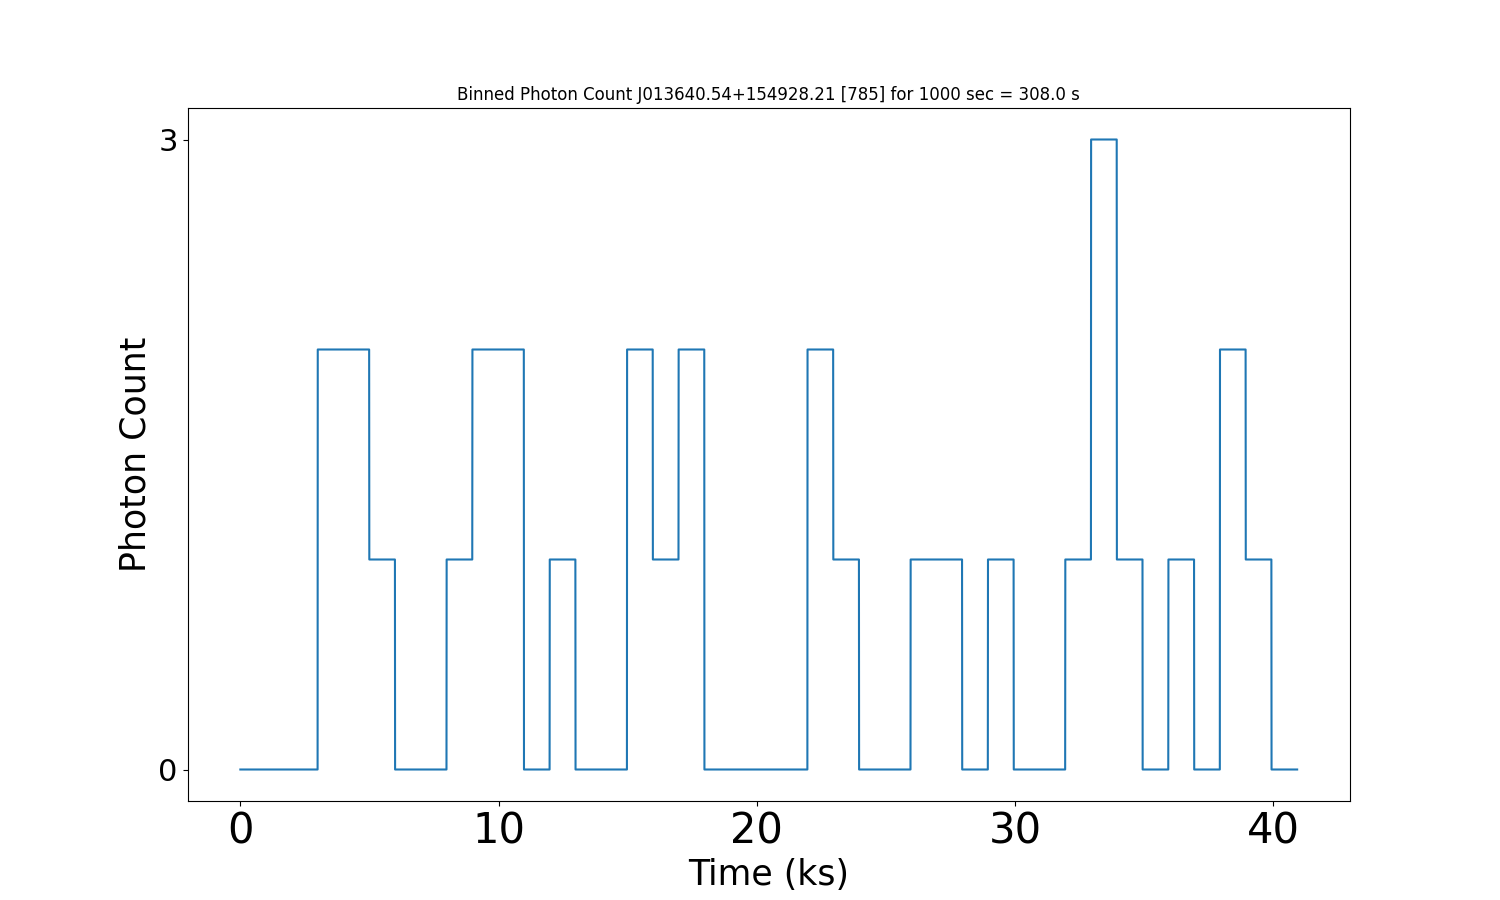 Binned Photon Count J013640.54+154928.21 [785] for 1000 sec = 308.0 s
3
0
Photon Count
0 10 20 30 40
Time (ks)